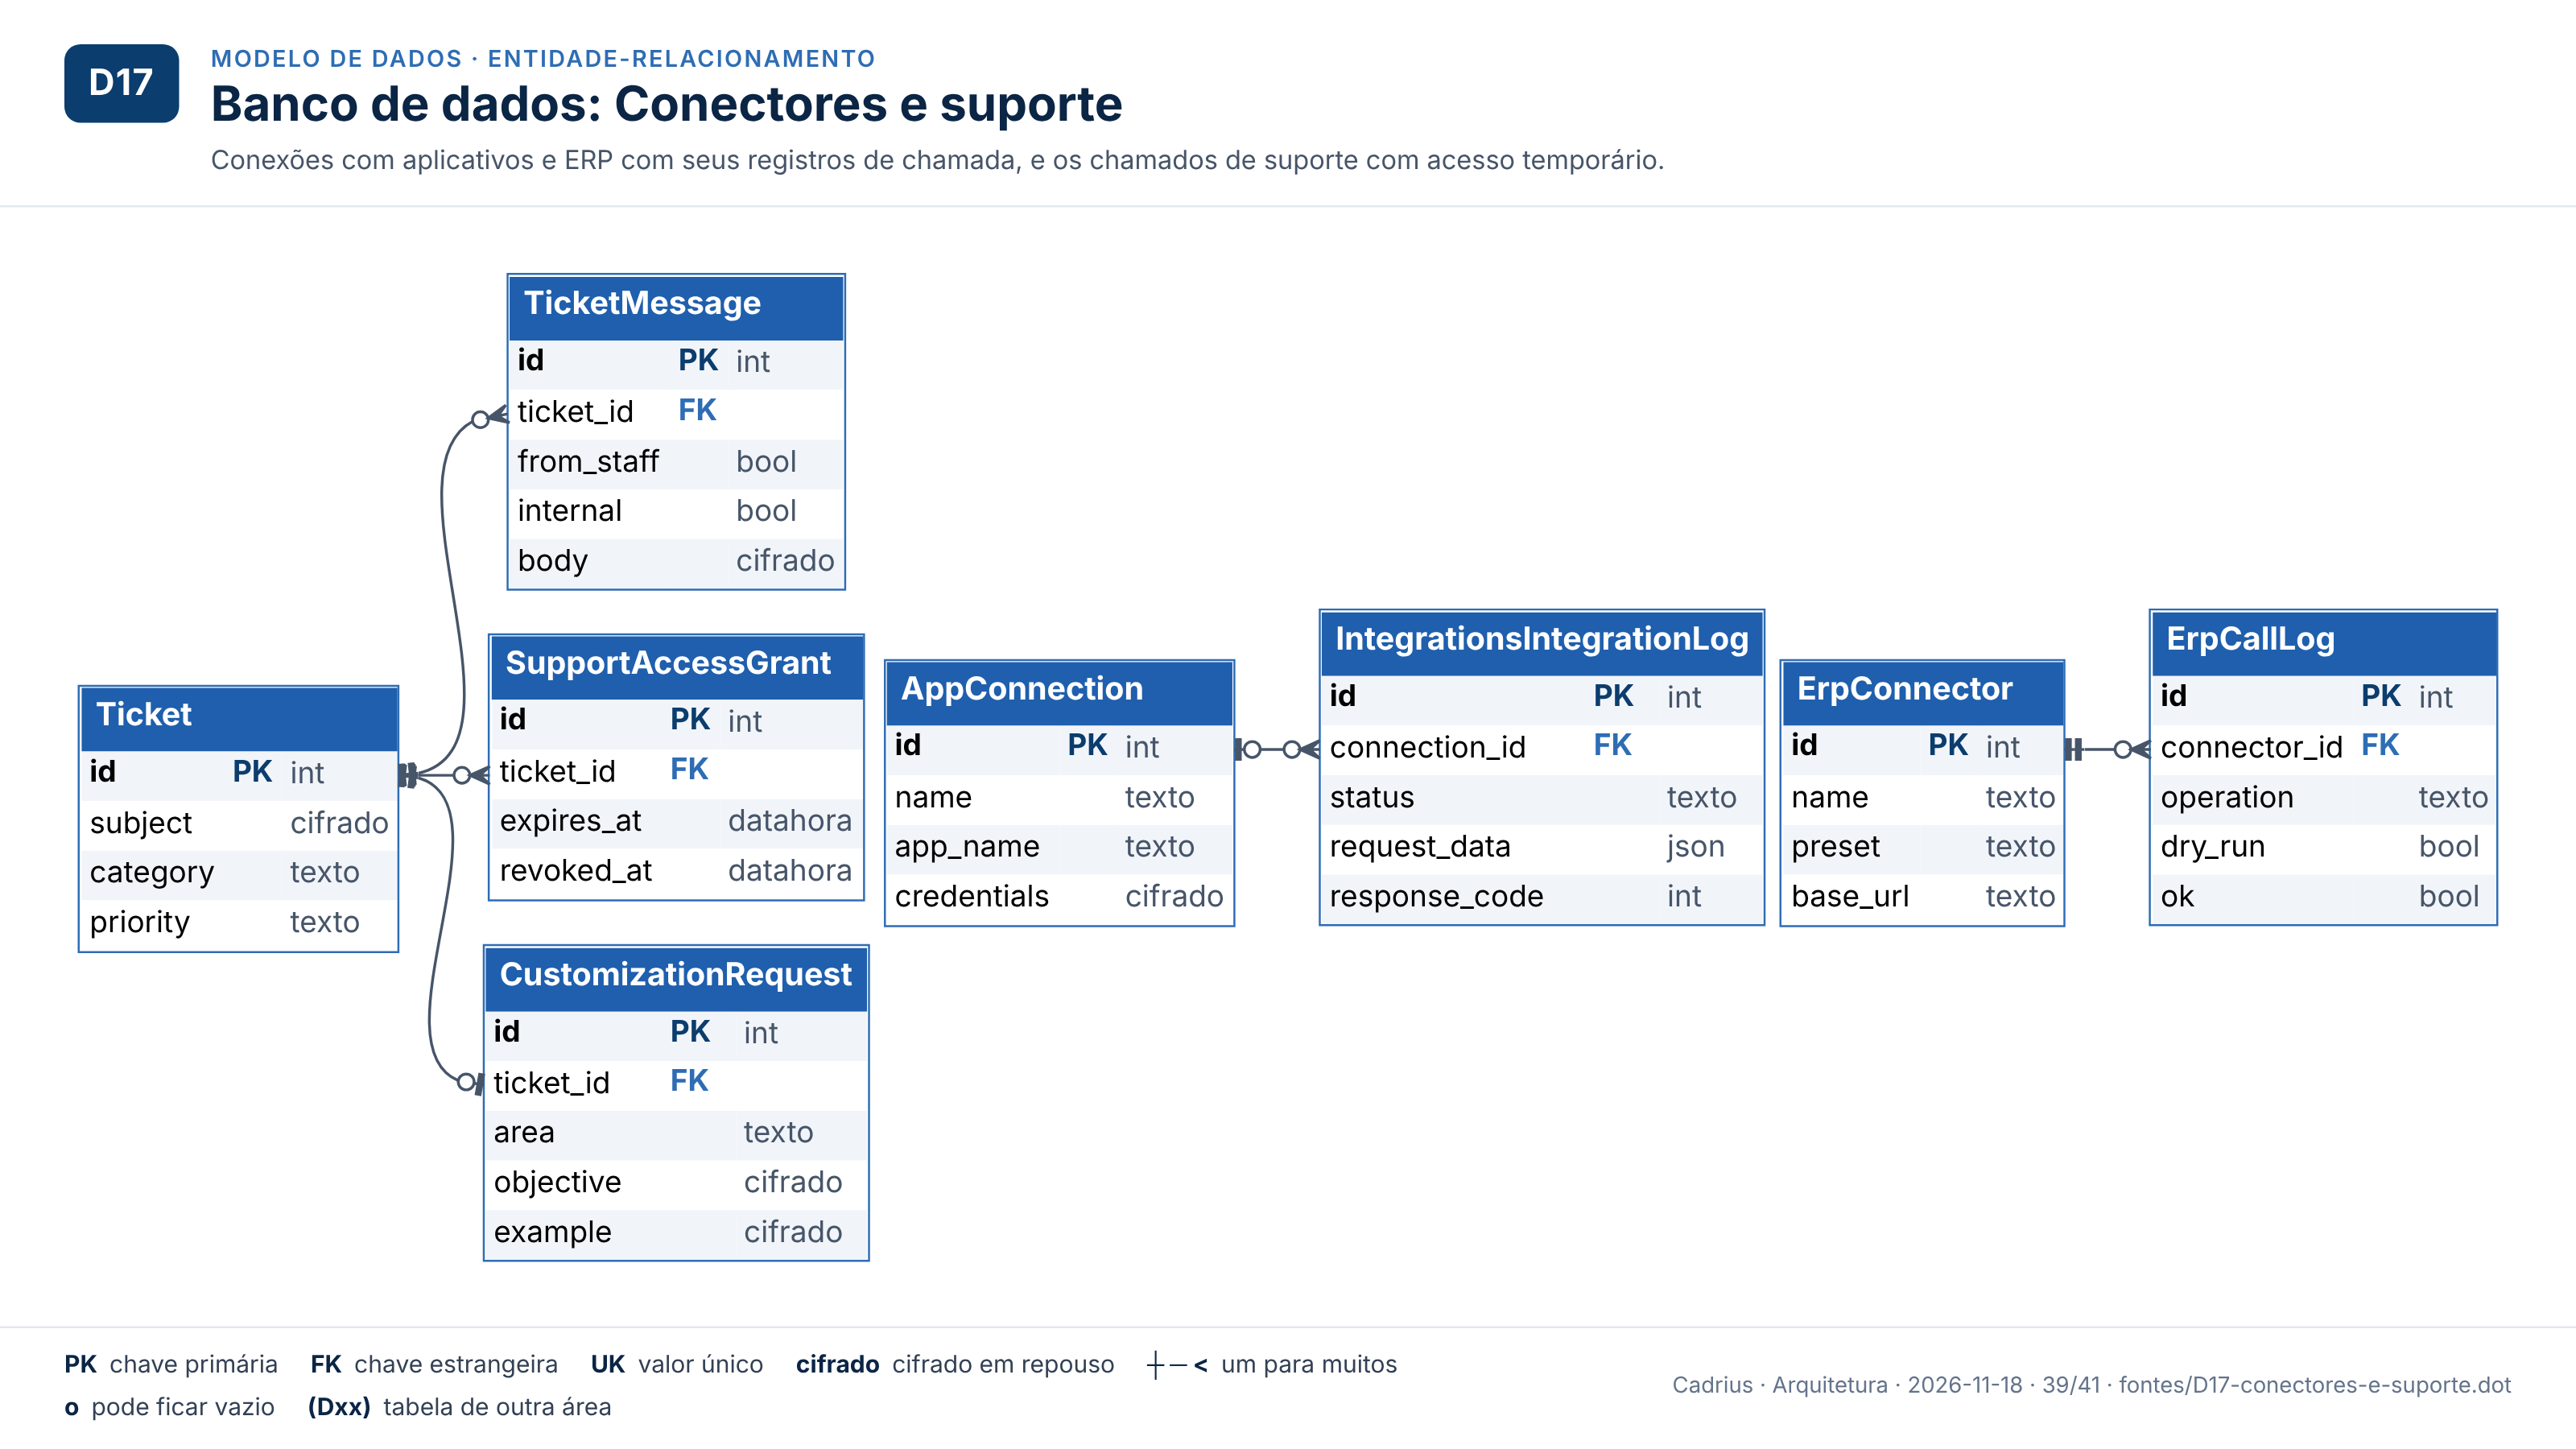 D17
MODELO DE DADOS · ENTIDADE-RELACIONAMENTO
Banco de dados: Conectores e suporte
Conexões com aplicativos e ERP com seus registros de chamada, e os chamados de suporte com acesso temporário.
TicketMessage
id PK int
ticket_id FK
from_staff bool
internal bool
body cifrado
Ticket
id PK int
subject cifrado
category texto
priority texto
SupportAccessGrant
id PK int
ticket_id FK
expires_at datahora
revoked_at datahora
CustomizationRequest
id PK int
ticket_id FK
area texto
objective cifrado
example cifrado
AppConnection
id PK int
name texto
app_name texto
credentials cifrado
IntegrationsIntegrationLog
id PK int
connection_id FK
status texto
request_data json
response_code int
ErpConnector
id PK int
name texto
preset texto
base_url texto
ErpCallLog
id PK int
connector_id FK
operation texto
dry_run bool
ok bool
PK chave primária FK chave estrangeira UK valor único cifrado cifrado em repouso ┼─< um para muitos
o pode ficar vazio (Dxx) tabela de outra área
Cadrius · Arquitetura · 2026-11-18 · 39/41 · fontes/D17-conectores-e-suporte.dot